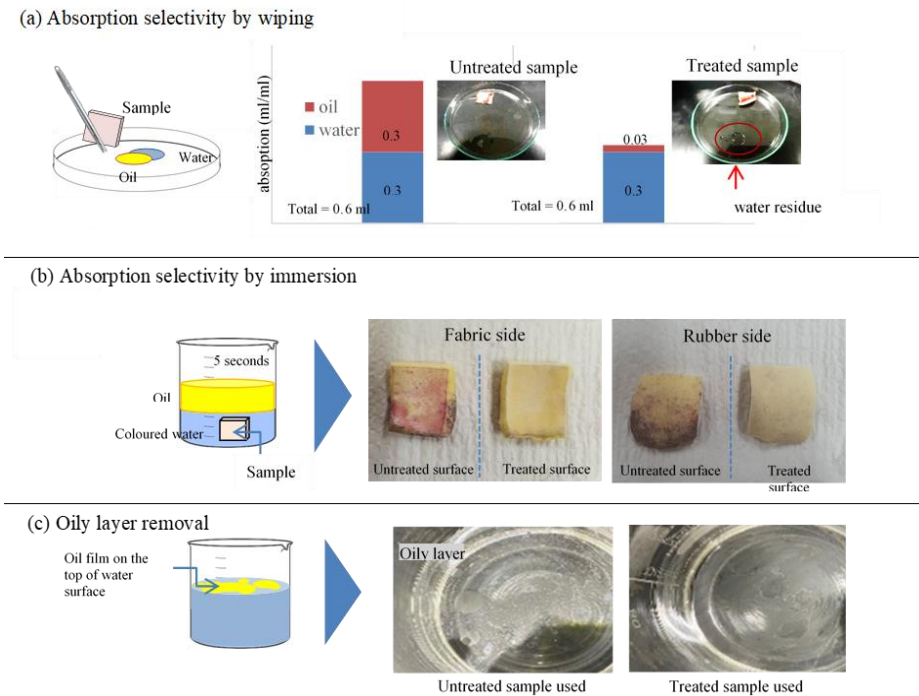 (a) Absorption selectivity by wiping
Sample
Water
Oil
absoption (ml/ml)
oil
water
0.3
0.3
Total = 0.6 ml
Untreated sample
0.03
0.3
Total = 0.6 ml
Treated sample
water residue
(b) Absorption selectivity by immersion
5 seconds
Oil
Coloured water
Sample
Fabric side
Untreated surface
Treated surface
Rubber side
Untreated surface
Treated
surface
(c) Oily layer removal
Oil film on the
top of water
surface
Oily layer
Untreated sample used
Treated sample used